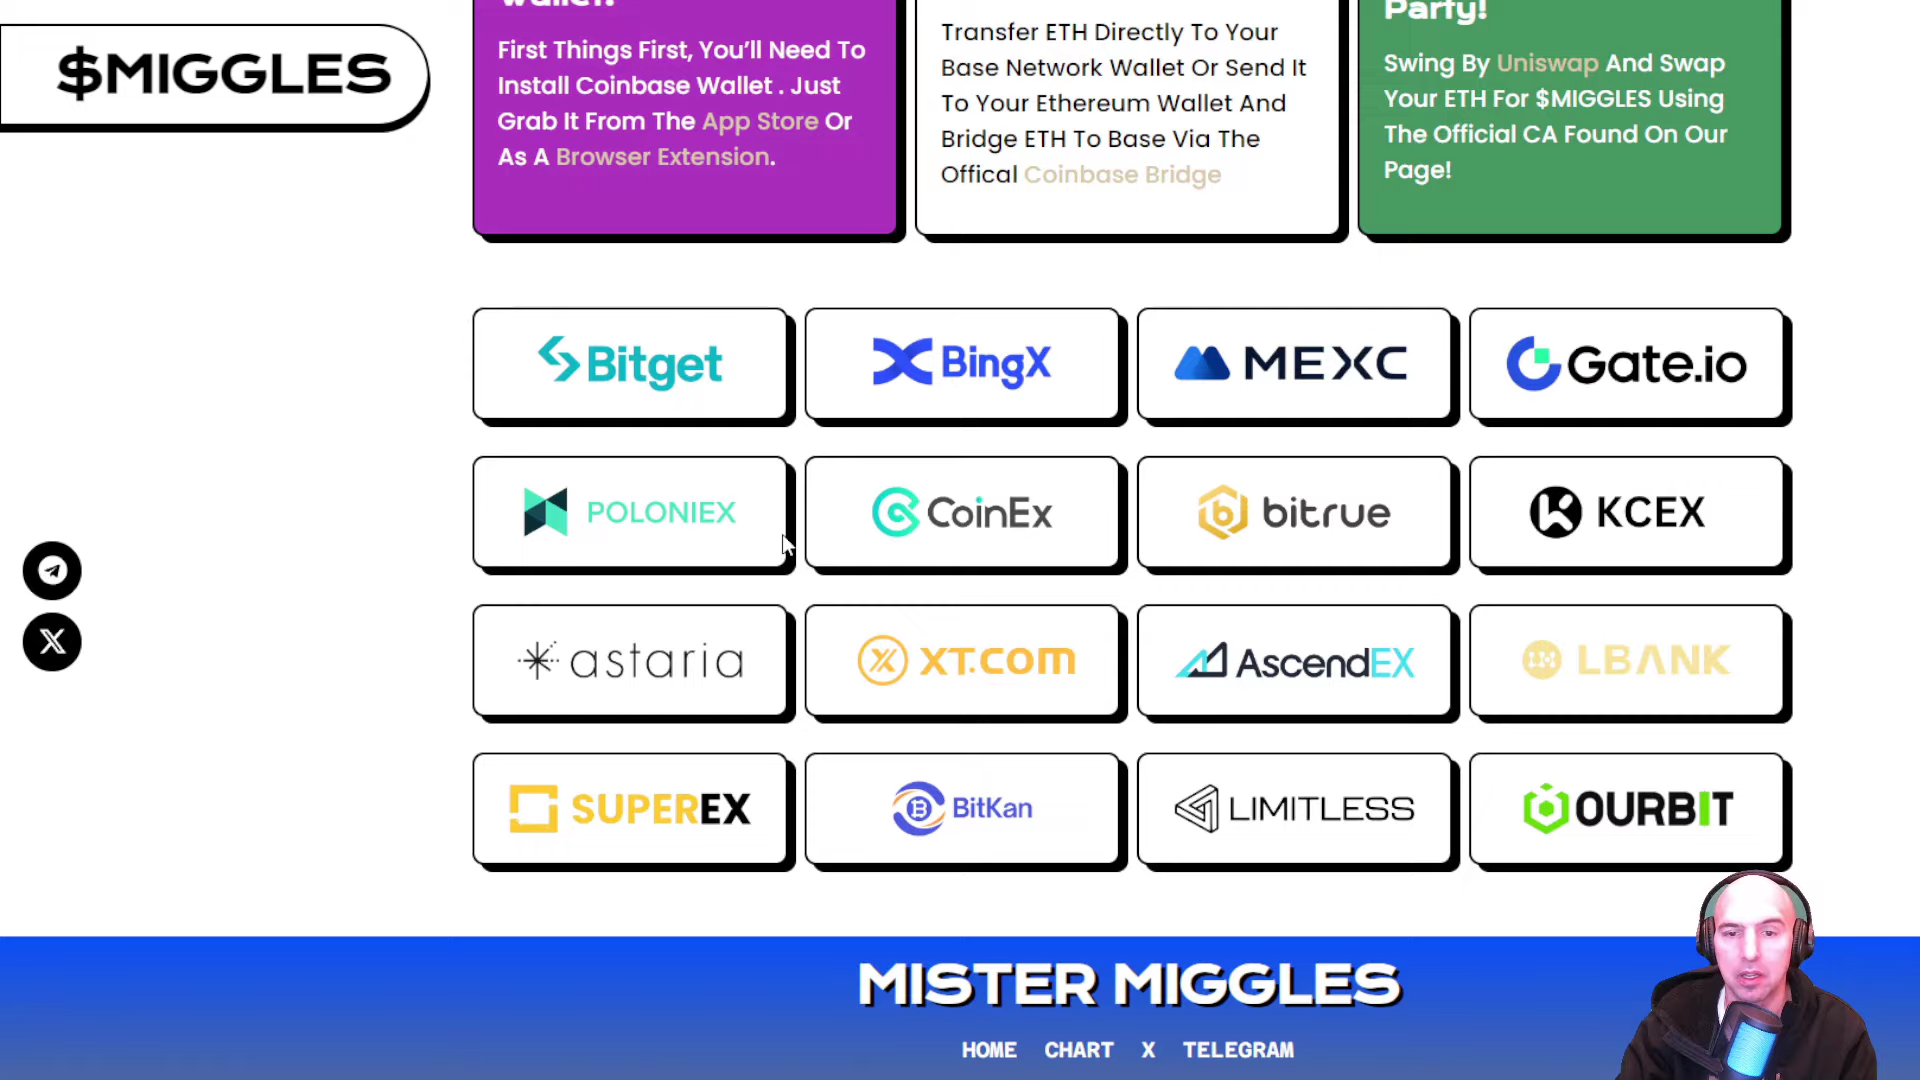 wallet.
First Things First, You'll Need To
Install Coinbase Wallet . Just
Grab It From The App Store Or
As A Browser Extension.
Transfer ETH Directly To Your
Base Network Wallet Or Send It
To Your Ethereum Wallet And
Bridge ETH To Base Via The
Offical Coinbase Bridge
Party!
Swing By Uniswap And Swap
Your ETH For $MIGGLES Using
The Official CA Found On Our
Page!
$MIGGLES
Bitget
BingX
MEXC
Gate.io
POLONIEX
CoinEx
bitrue
KCEX
astaria
XT.COM
AscendEX
LBANK
SUPEREX
BitKan
LIMITLESS
OURBIT
MISTER MIGGLES
HOME CHART X TELEGRAM